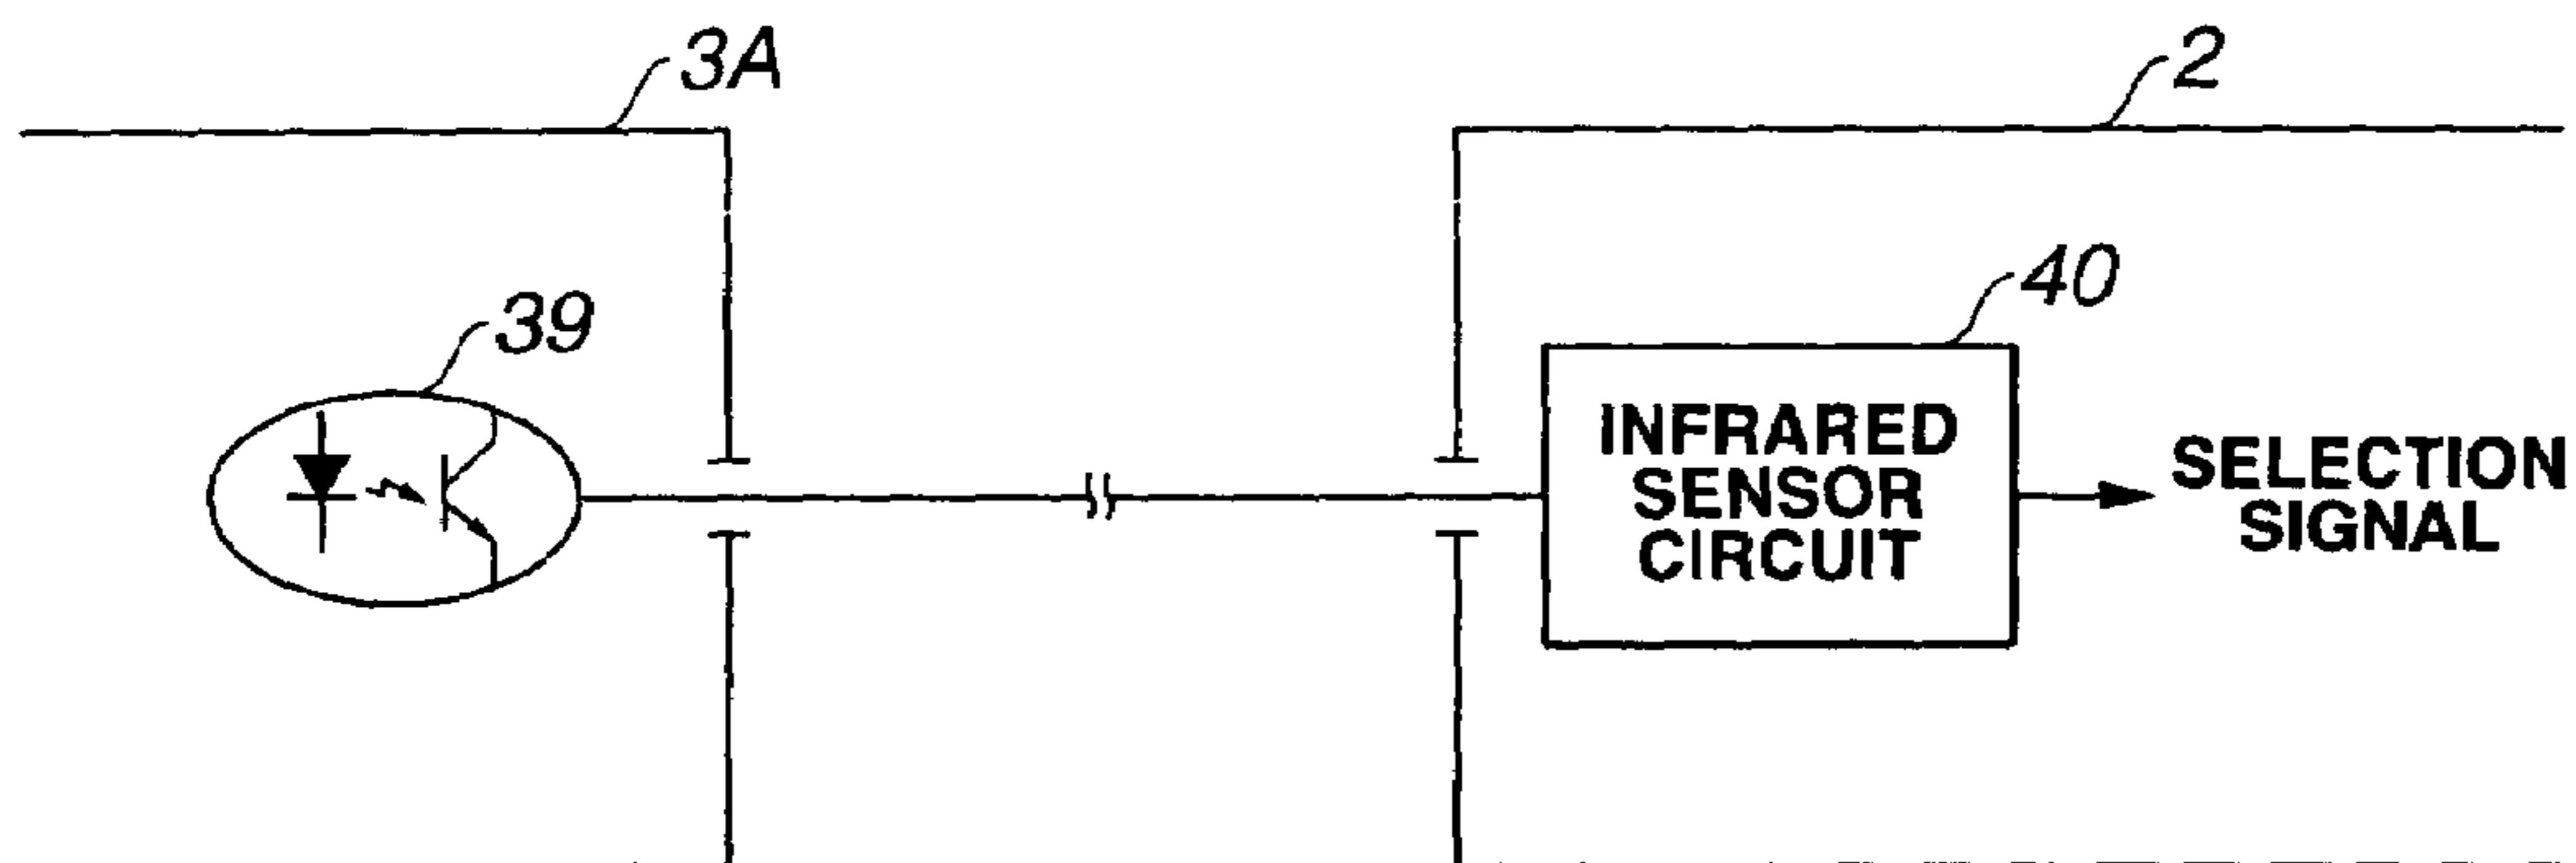 3A
2
39
40
INFRARED
SENSOR
CIRCUIT
SELECTION
SIGNAL